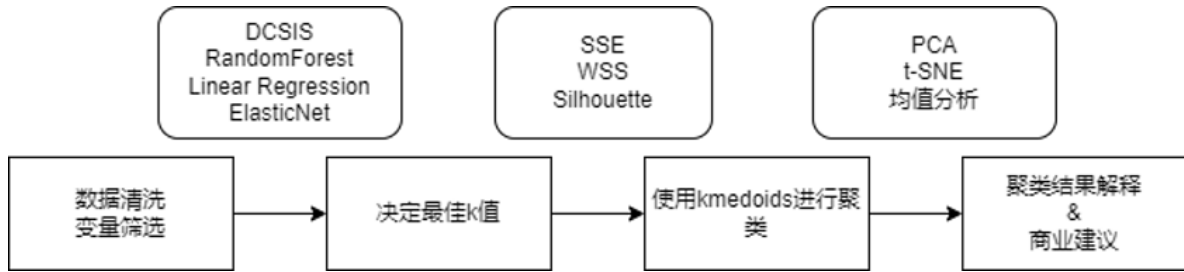 DCSIS
RandomForest
Linear Regression
ElasticNet
SSE
WSS
Silhouette
PCA
t-SNE
均值分析
数据清洗
变量筛选
决定最佳k值
使用kmedoids进行聚
类
聚类结果解释
&
商业建议